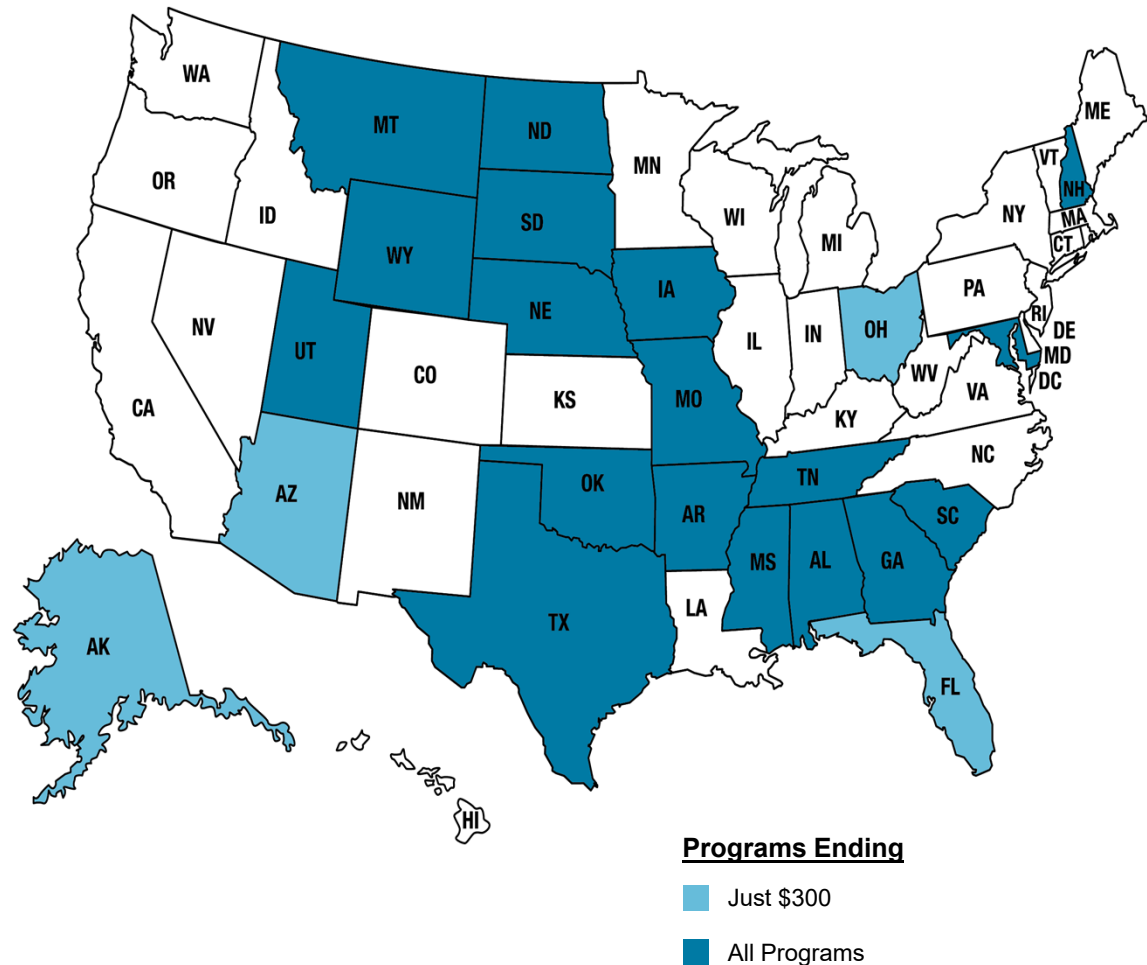 WA
ME
MT
ND
MN
VT
OR
NH
ID
SD
WI
NY
MA
MI
CT
WY
IA
PA
NE
RI
NV
IL
IN
OH
DE
UT
MD
CO
WV
DC
CA
KS
MO
VA
KY
NC
TN
AZ
OK
NM
AR
SC
MS
AL
GA
LA
TX
AK
FL
HI
Programs Ending
Just $300
All Programs